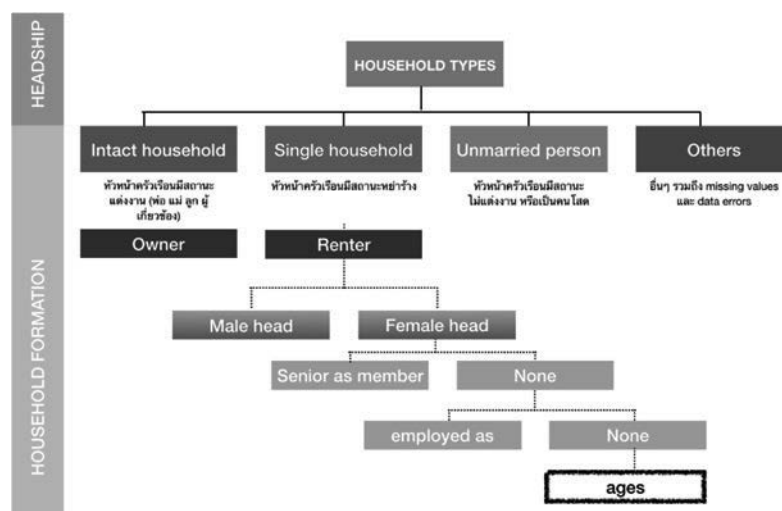 HEADSHIP
HOUSEHOLD TYPES
Intact household
Single household
Unmarried person
Others
หัวหน้าครัวเรือนมีสถานะ
แต่งงาน (พ่อ แม่ ลูก ผู้
เกี่ยวข้อง)
หัวหน้าครัวเรือนมีสถานะหย่าร้าง
หัวหน้าครัวเรือนมีสถานะ
ไม่แต่งงาน หรือเป็นคนโสด
อื่นๆ รวมถึง missing values
และ data errors
HOUSEHOLD FORMATION
Owner
Renter
Male head
Female head
Senior as member
None
employed as
None
ages